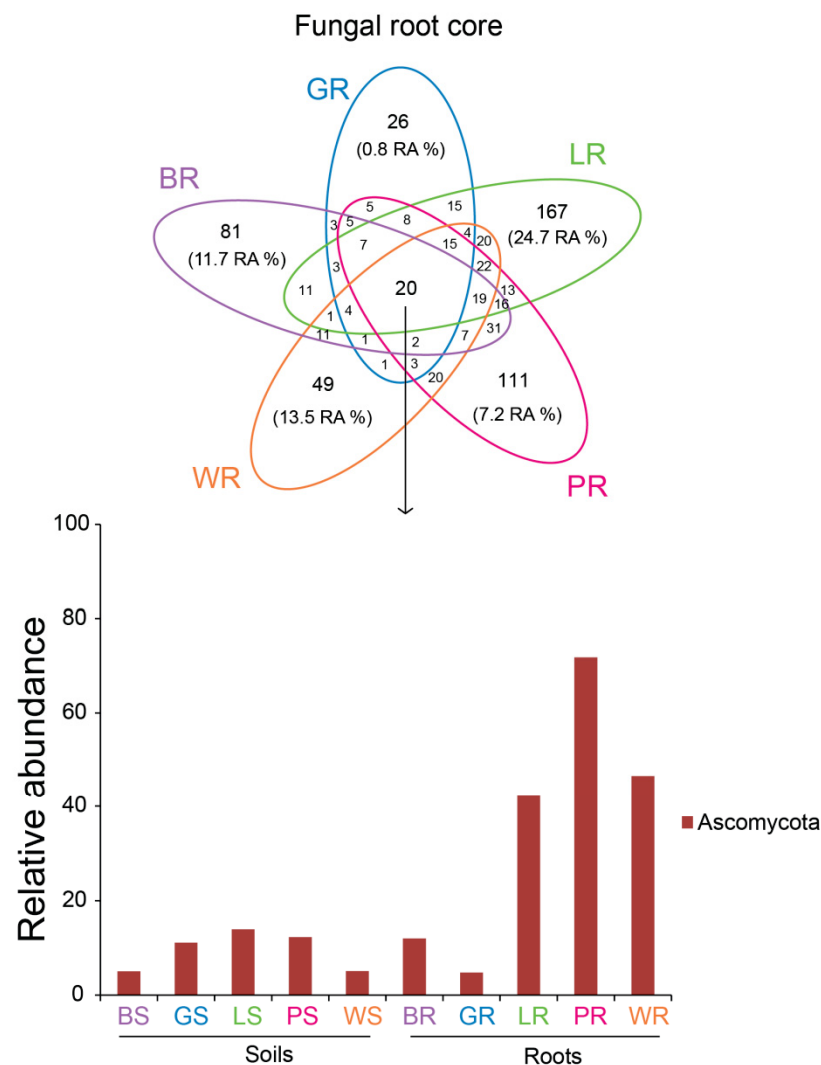 Fungal root core
GR
26
(0.8 RA %)
LR
BR
5
15
167
81
3
5
8
4
20
(24.7 RA %)
(11.7 RA %)
7
15
3
22
11
20
19
13
16
1
4
31
11
1
2
7
1
3
20
49
111
(13.5 RA %)
(7.2 RA %)
WR
PR
100
80
60
40
20
0
Relative abundance
Ascomycota
BS GS LS PS WS BR GR LR PR WR
Soils Roots